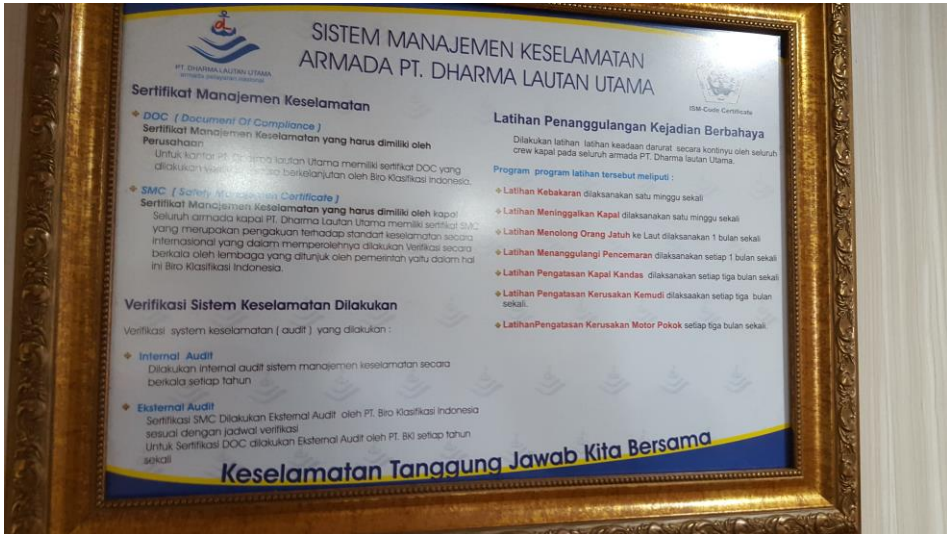 SISTEM MANAJEMEN KESELAMATAN
ARMADA PT. DHARMA LAUTAN UTAMA
PT. DHARMA LAUTAN UTAMA
armada pelayaran nasional
ISM-Code Certificate
Sertifikat Manajemen Keselamatan
DOC ( Document Of Compliance )
Sertifikat Manajemen Keselamatan yang harus dimiliki oleh
Perusahaan
Untuk kantor PT. Dharma lautan Utama memiliki sertifikat DOC yang
dilakukan berkelanjutan oleh Biro Klasifikasi Indonesia.
SMC ( Safety Management Certificate )
Sertifikat Manajemen Keselamatan yang harus dimiliki oleh kapal
Seluruh armada kapal PT. Dharma Lautan Utama memiliki sertifikat SMC
yang merupakan pengakuan terhadap standart keselamatan secara
Internasional yang dalam memperolehnya dilakukan Verifikasi secara
berkala oleh lembaga yang ditunjuk oleh pemerintah yaitu dalam hal
ini Biro Klasifikasi Indonesia.
Verifikasi Sistem Keselamatan Dilakukan
Verifikasi system keselamatan ( audit ) yang dilakukan :
Internal Audit
Dilakukan internal audit sistem manajemen keselamatan secara
berkala setiap tahun
Eksternal Audit
Sertifikasi SMC Dilakukan Eksternal Audit oleh PT. Biro Klasifikasi Indonesia
sesuai dengan jadwal verifikasi
Untuk Sertifikasi DOC dilakukan Eksternal Audit oleh PT. BKI setiap tahun
sekali
Latihan Penanggulangan Kejadian Berbahaya
Dilakukan latihan latihan keadaan darurat secara kontinyu oleh seluruh
crew kapal pada seluruh armada PT. Dharma lautan Utama.
Program program latihan tersebut meliputi :
Latihan Kebakaran dilaksanakan satu minggu sekali
Latihan Meninggalkan Kapal dilaksanakan satu minggu sekali
Latihan Menolong Orang Jatuh ke Laut dilaksanakan 1 bulan sekali
Latihan Menanggulangi Pencemaran dilaksanakan setiap 1 bulan sekali
Latihan Pengatasan Kapal Kandas dilaksanakan setiap tiga bulan sekali
Latihan Pengatasan Kerusakan Kemudi dilaksaakan setiap tiga bulan
sekali.
LatihanPengatasan Kerusakan Motor Pokok setiap tiga bulan sekali
Keselamatan Tanggung Jawab Kita Bersama